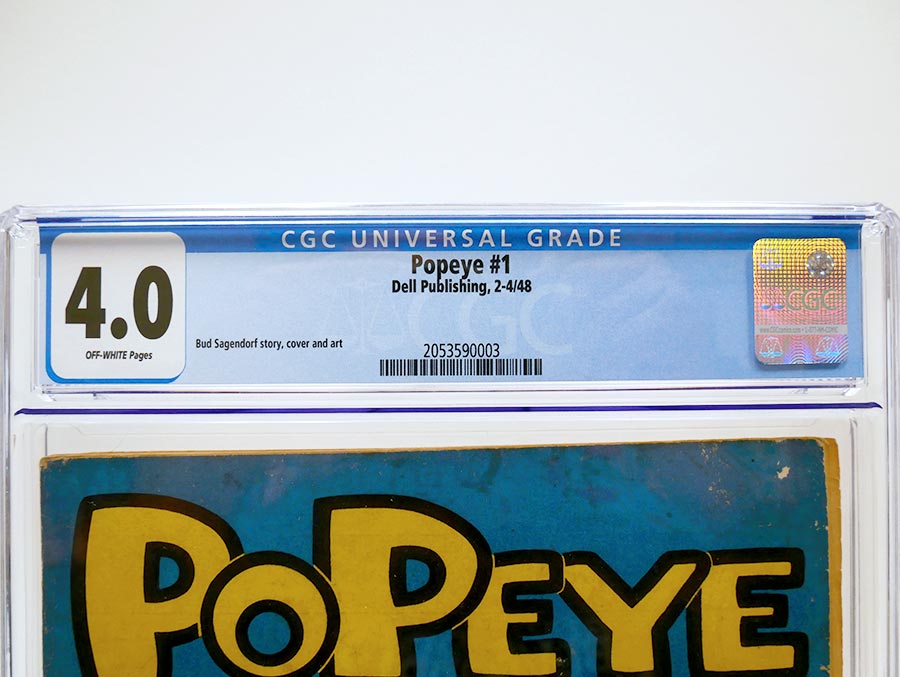 CGC UNIVERSAL GRADE
Popeye #1
Dell Publishing, 2-4/48
4.0
OFF-WHITE Pages
Bud Sagendorf story, cover and art
2053590003
CGC
CGC
POPEYE